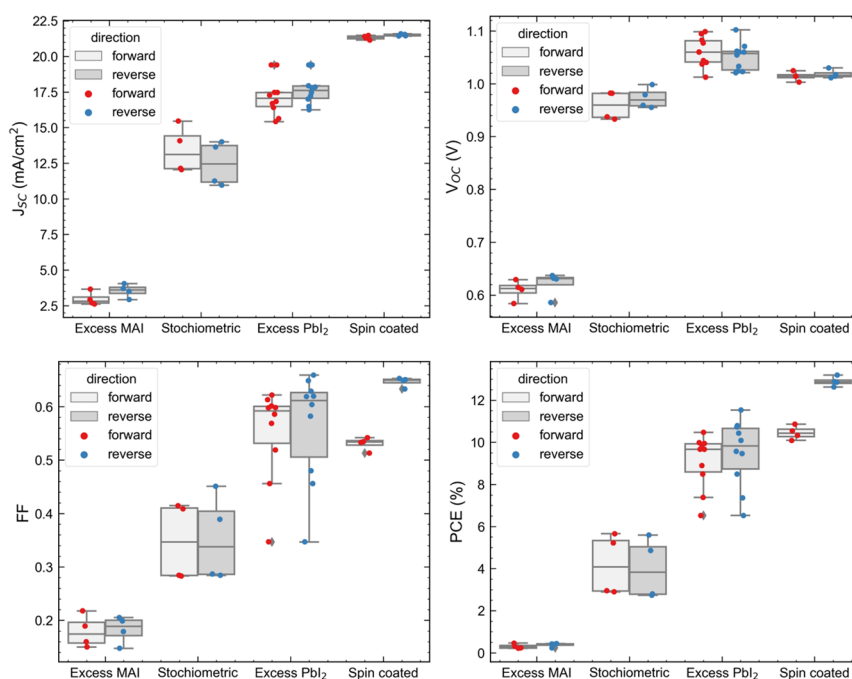 22.5
20.0
17.5
15.0
12.5
10.0
7.5
5.0
2.5
J_SC (mA/cm²)
direction
forward
reverse
forward
reverse
Excess MAI Stochiometric Excess PbI₂ Spin coated
1.1
1.0
0.9
0.8
0.7
0.6
V_OC (V)
direction
forward
reverse
forward
reverse
Excess MAI Stochiometric Excess PbI₂ Spin coated
0.6
0.5
0.4
0.3
0.2
FF
direction
forward
reverse
forward
reverse
Excess MAI Stochiometric Excess PbI₂ Spin coated
12
10
8
6
4
2
0
PCE (%)
direction
forward
reverse
forward
reverse
Excess MAI Stochiometric Excess PbI₂ Spin coated